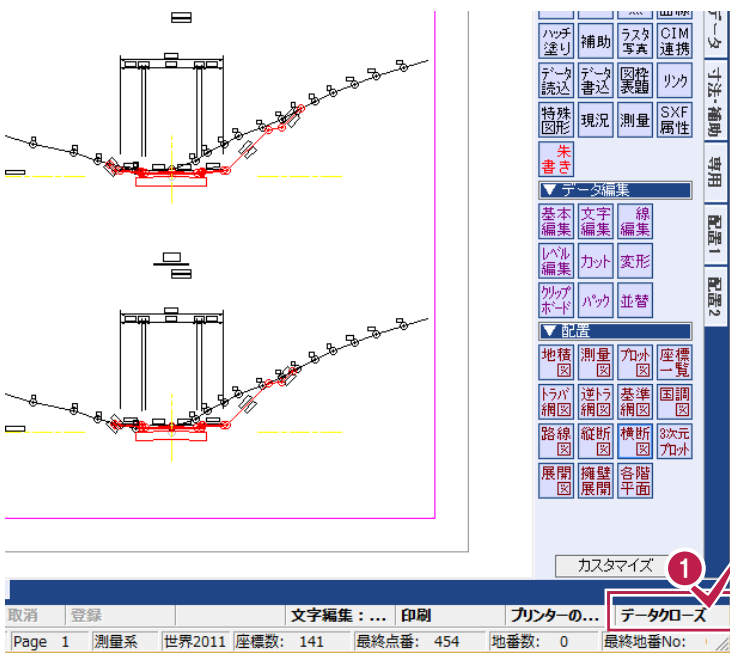 ハッチ塗り 補助 ラスタ写真 CIM連携
データ読込 データ書込 図枠表題 リンク
特殊図形 現況 測量 SXF属性
朱書き
▼ データ編集
基本編集 文字編集 線編集
レベル編集 カット 変形
クリップボード パック 並替
▼ 配置
地積図 測量図 プロット図 座標一覧
トラバ網図 逆トラ網図 基準網図 国調図
路線図 縦断図 横断図 3次元プロット
展開図 擁壁展開 各階平面
カスタマイズ
データ
寸法・補助
専用
配置1
配置2
1
取消 登録 文字編集：... 印刷 プリンターの... データクローズ
Page 1 測量系 世界2011 座標数: 141 最終点番: 454 地番数: 0 最終地番No: